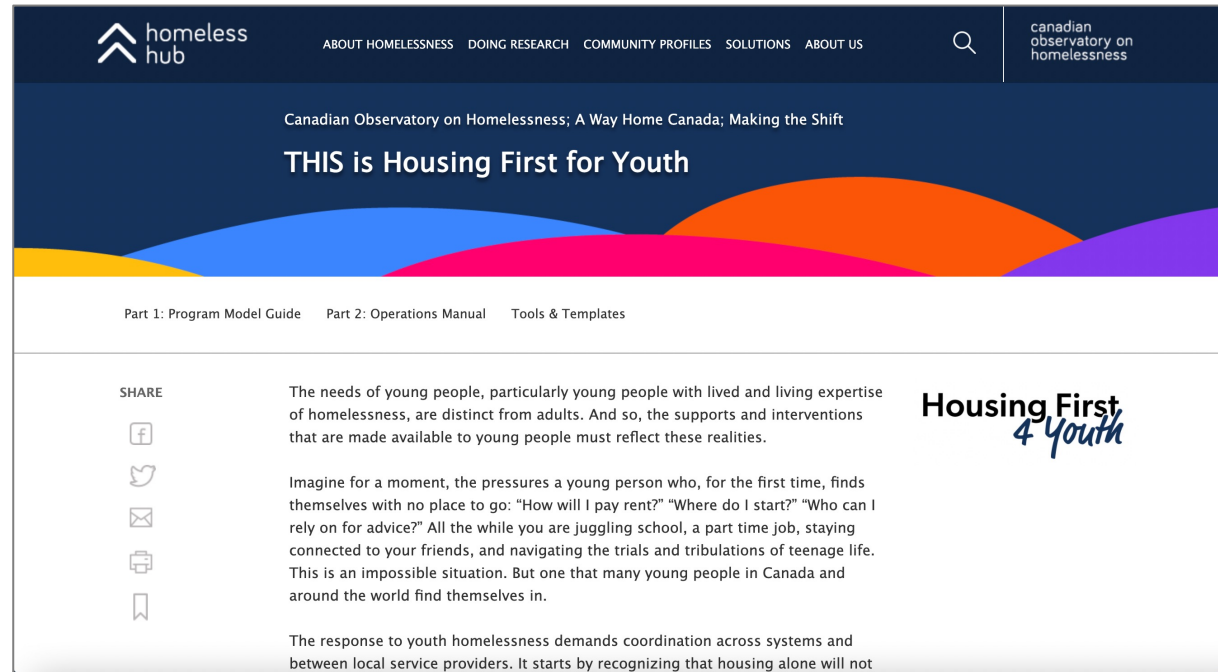 homeless
hub
ABOUT HOMELESSNESS DOING RESEARCH COMMUNITY PROFILES SOLUTIONS ABOUT US
canadian
observatory on
homelessness
Canadian Observatory on Homelessness; A Way Home Canada; Making the Shift
THIS is Housing First for Youth
Part 1: Program Model Guide Part 2: Operations Manual Tools & Templates
SHARE
The needs of young people, particularly young people with lived and living expertise
of homelessness, are distinct from adults. And so, the supports and interventions
that are made available to young people must reflect these realities.
Imagine for a moment, the pressures a young person who, for the first time, finds
themselves with no place to go: “How will I pay rent?” “Where do I start?” “Who can I
rely on for advice?” All the while you are juggling school, a part time job, staying
connected to your friends, and navigating the trials and tribulations of teenage life.
This is an impossible situation. But one that many young people in Canada and
around the world find themselves in.
The response to youth homelessness demands coordination across systems and
between local service providers. It starts by recognizing that housing alone will not
Housing First
4 Youth